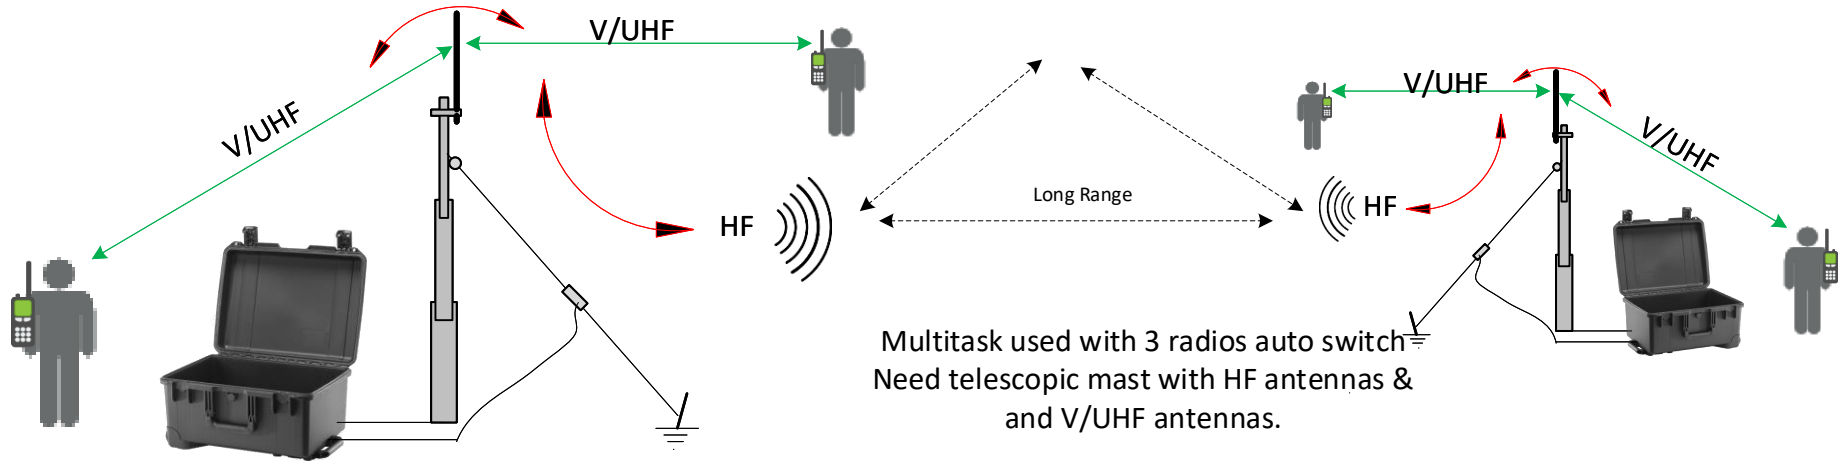 V/UHF
V/UHF
HF
Long Range
HF
V/UHF
V/UHF
Multitask used with 3 radios auto switch
Need telescopic mast with HF antennas &
and V/UHF antennas.